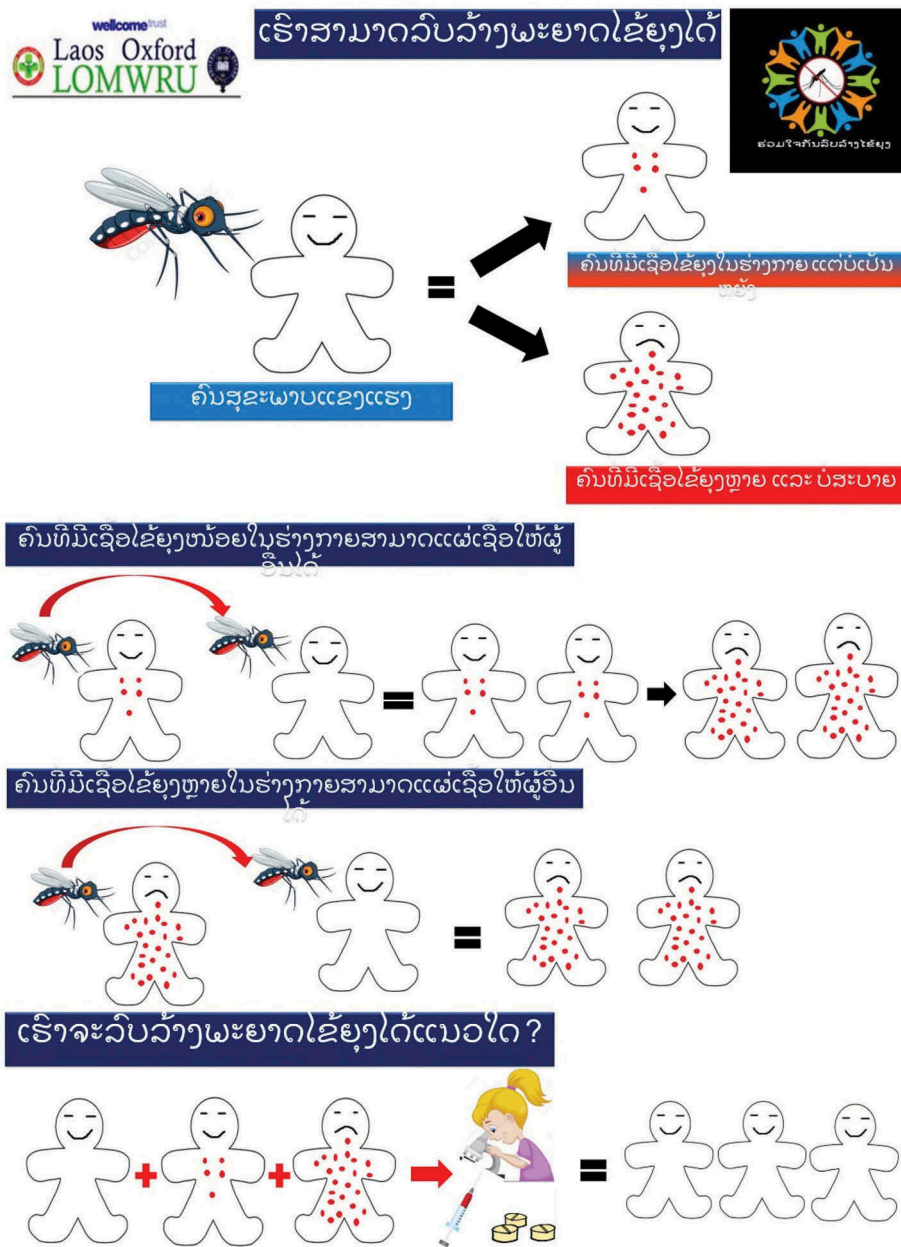 wellcome trust
Laos Oxford
LOMWRU
ເຮົາສາມາດລົບລ້າງພະຍາດໄຂ້ຍຸງໄດ້
ຮ່ວມໃຈກັນລົບລ້າງໄຂ້ຍຸງ
ຄົນທີ່ມີເຊື້ອໄຂ້ຍຸງໃນຮ່າງກາຍ ແຕ່ບໍ່ເປັນ
ຫຍັງ
ຄົນສຸຂະພາບແຂງແຮງ
ຄົນທີ່ມີເຊື້ອໄຂ້ຍຸງຫຼາຍ ແລະ ບໍ່ສະບາຍ
ຄົນທີ່ມີເຊື້ອໄຂ້ຍຸງຫນ້ອຍໃນຮ່າງກາຍສາມາດແຜ່ເຊື້ອໃຫ້ຜູ້
ອື່ນໄດ້
ຄົນທີ່ມີເຊື້ອໄຂ້ຍຸງຫຼາຍໃນຮ່າງກາຍສາມາດແຜ່ເຊື້ອໃຫ້ຜູ້ອື່ນ
ໄດ້
ເຮົາຈະລົບລ້າງພະຍາດໄຂ້ຍຸງໄດ້ແນວໃດ ?